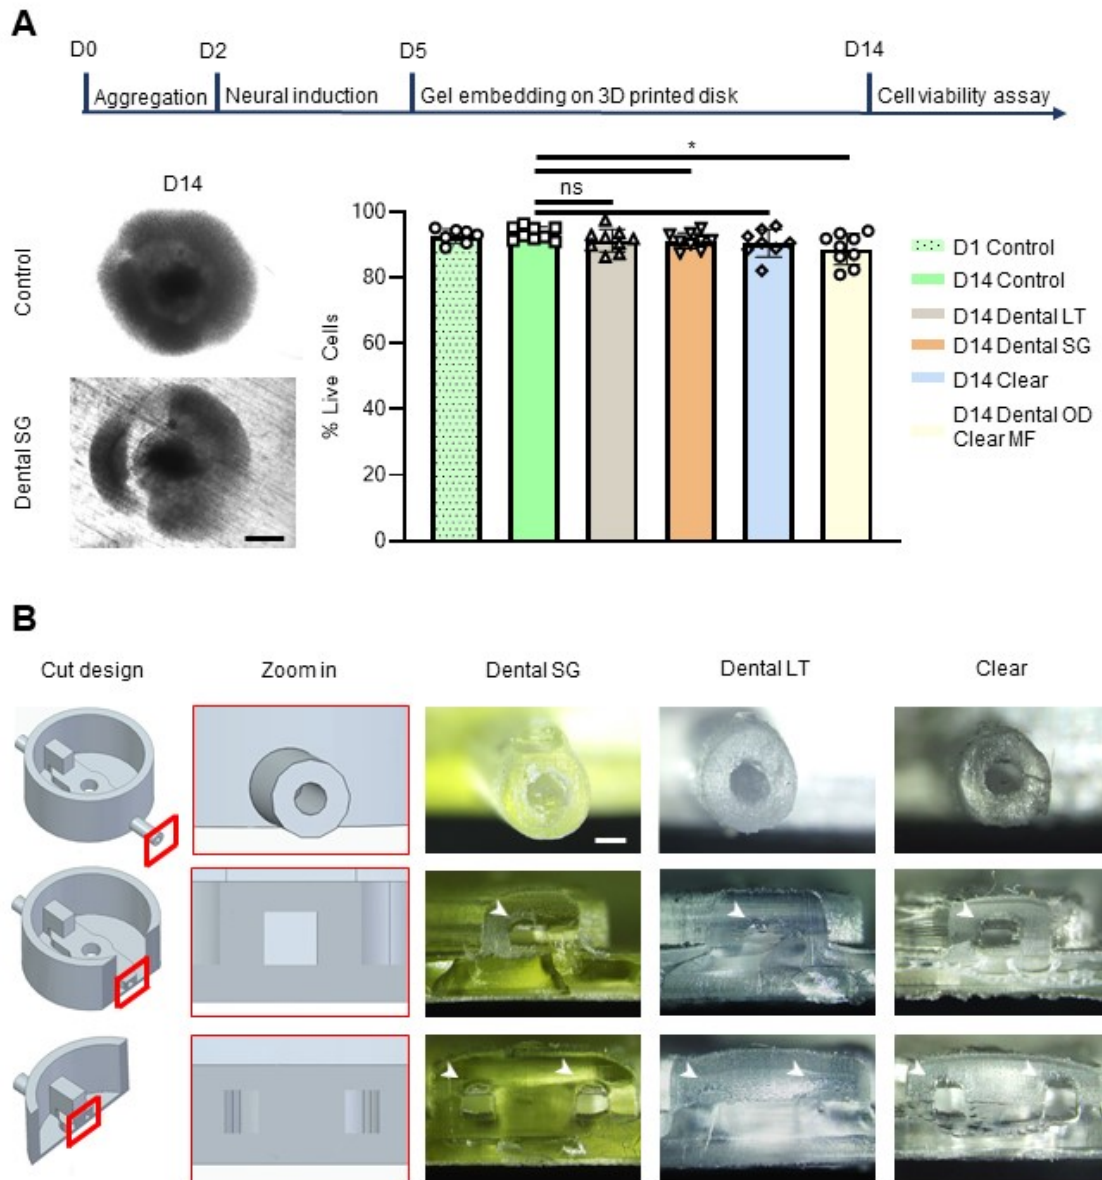 A
D0
D2
D5
D14
Aggregation
Neural induction
Gel embedding on 3D printed disk
Cell viability assay
D14
Control
Dental SG
*
ns
% Live Cells
100
80
60
40
20
0
D1 Control
D14 Control
D14 Dental LT
D14 Dental SG
D14 Clear
D14 Dental OD
Clear MF
B
Cut design
Zoom in
Dental SG
Dental LT
Clear